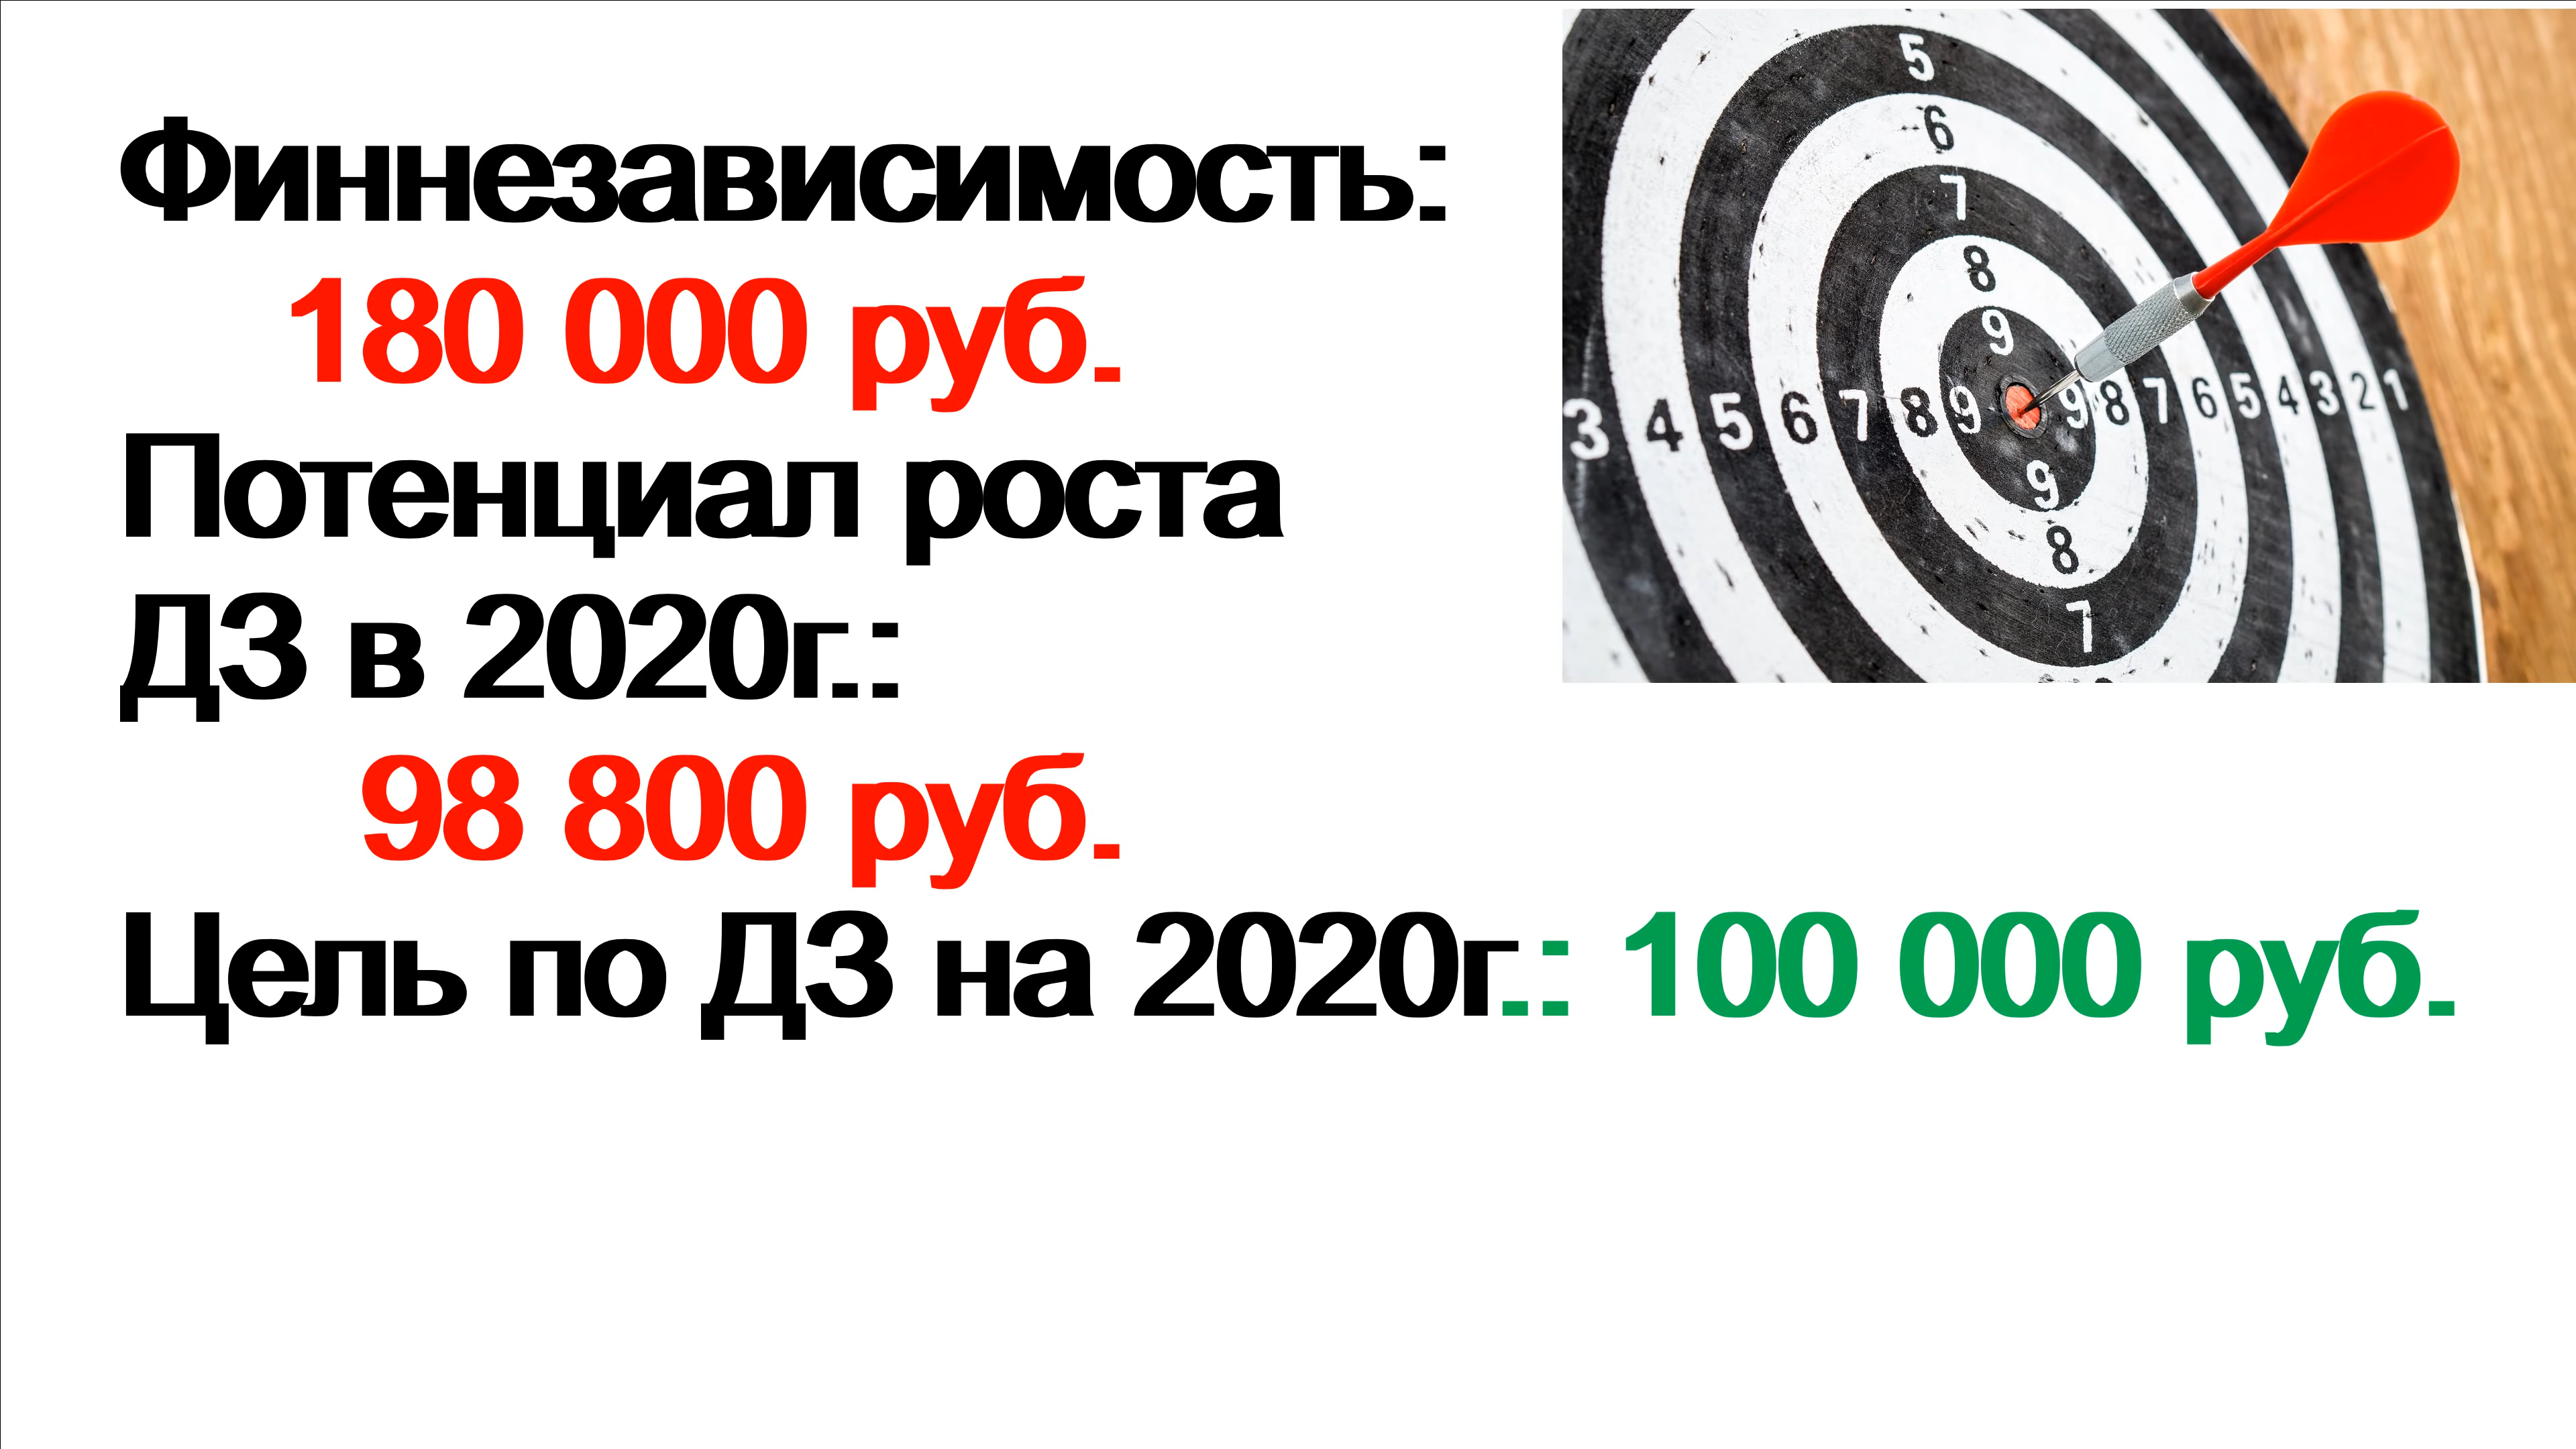 Финнезависимость:
180 000 руб.
Потенциал роста
ДЗ в 2020г.:
98 800 руб.
Цель по ДЗ на 2020г.: 100 000 руб.
5
6
7
8
9
3 4 5 6 7 8 9 9 8 7 6 5 4 3 2 1
9
8
7